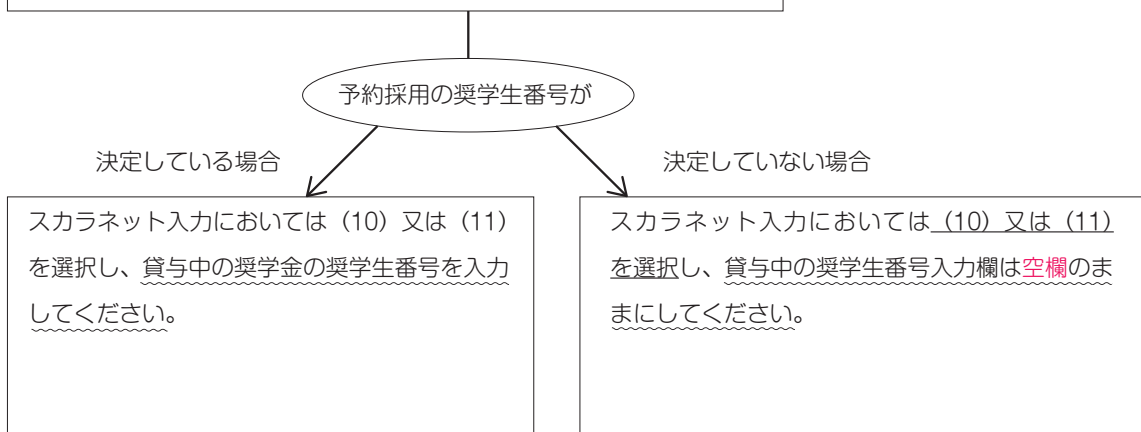 予約採用の奨学生番号が
決定している場合
決定していない場合
スカラネット入力においては（10）又は（11）
を選択し、貸与中の奨学金の奨学生番号を入力
してください。
スカラネット入力においては（10）又は（11）
を選択し、貸与中の奨学生番号入力欄は空欄のま
まにしてください。